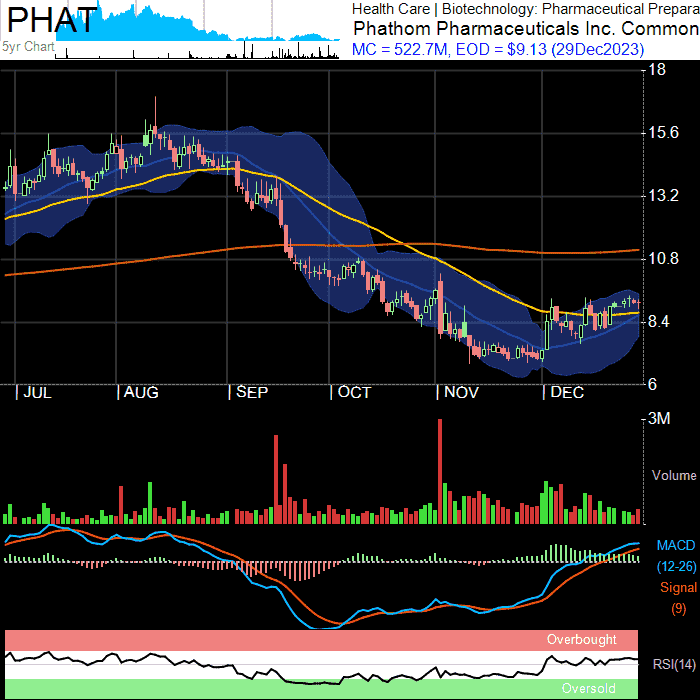 PHAT
5yr Chart
Health Care | Biotechnology: Pharmaceutical Prepara
Phathom Pharmaceuticals Inc. Common
MC = 522.7M, EOD = $9.13 (29Dec2023)
18
15.6
13.2
10.8
8.4
6
| JUL | AUG | SEP | OCT | NOV | DEC
3M
Volume
MACD
(12-26)
Signal
(9)
Overbought
RSI(14)
Oversold